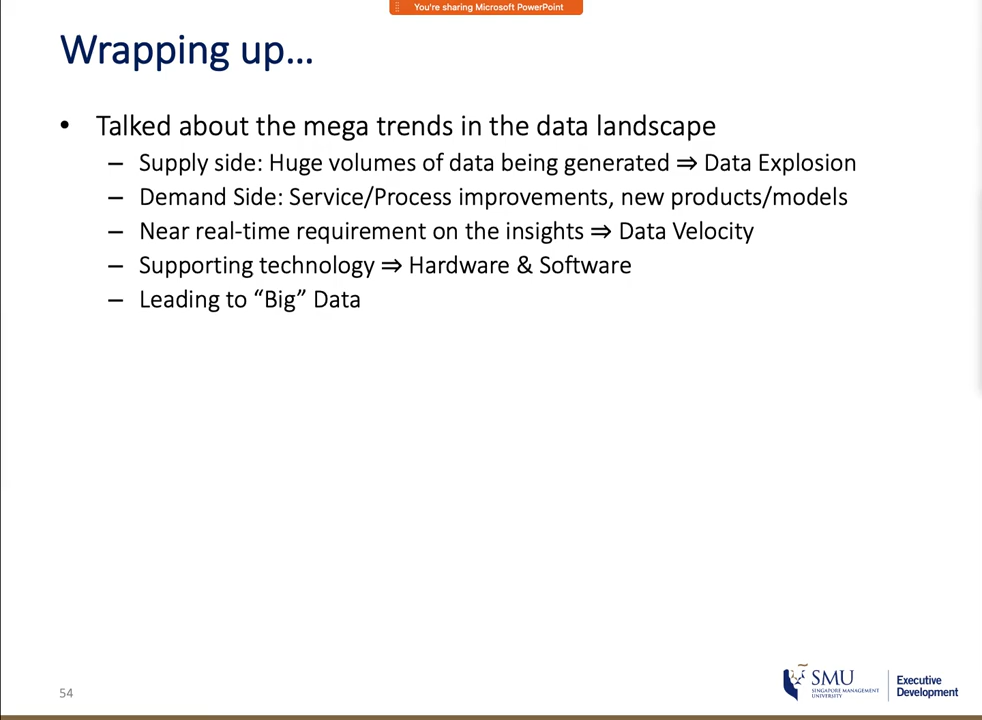 You're sharing Microsoft PowerPoint
Wrapping up...
• Talked about the mega trends in the data landscape
– Supply side: Huge volumes of data being generated ⇒ Data Explosion
– Demand Side: Service/Process improvements, new products/models
– Near real-time requirement on the insights ⇒ Data Velocity
– Supporting technology ⇒ Hardware & Software
– Leading to “Big” Data
54
SMU
SINGAPORE MANAGEMENT
UNIVERSITY
Executive
Development